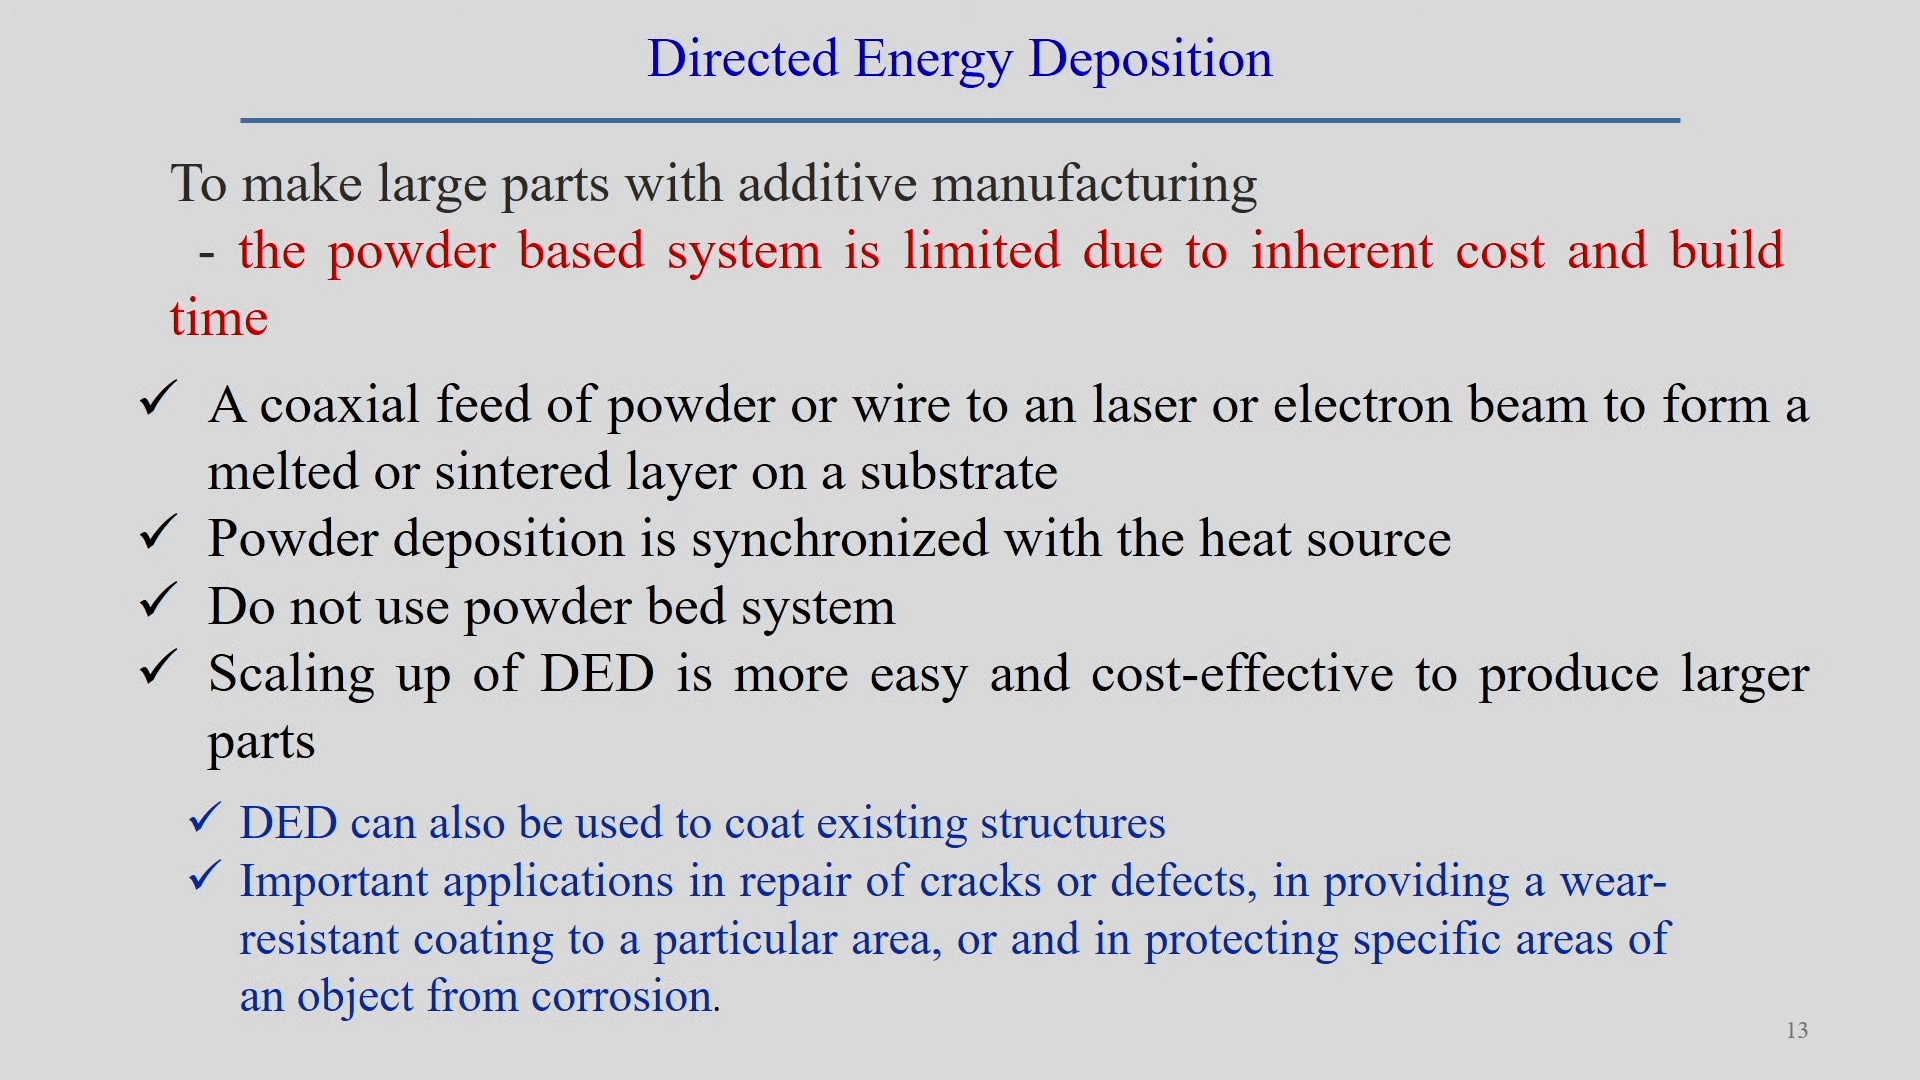 Directed Energy Deposition
To make large parts with additive manufacturing
- the powder based system is limited due to inherent cost and build
time
✓ A coaxial feed of powder or wire to an laser or electron beam to form a
melted or sintered layer on a substrate
✓ Powder deposition is synchronized with the heat source
✓ Do not use powder bed system
✓ Scaling up of DED is more easy and cost-effective to produce larger
parts
✓ DED can also be used to coat existing structures
✓ Important applications in repair of cracks or defects, in providing a wear-
resistant coating to a particular area, or and in protecting specific areas of
an object from corrosion.
13